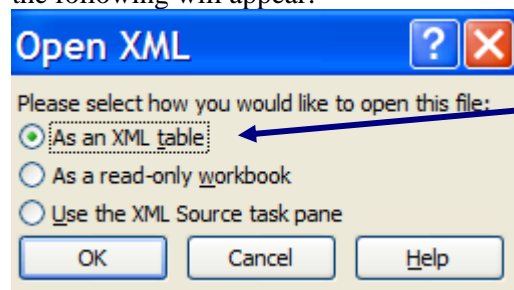 the following will appear:
Open XML
Please select how you would like to open this file:
As an XML table
As a read-only workbook
Use the XML Source task pane
OK Cancel Help